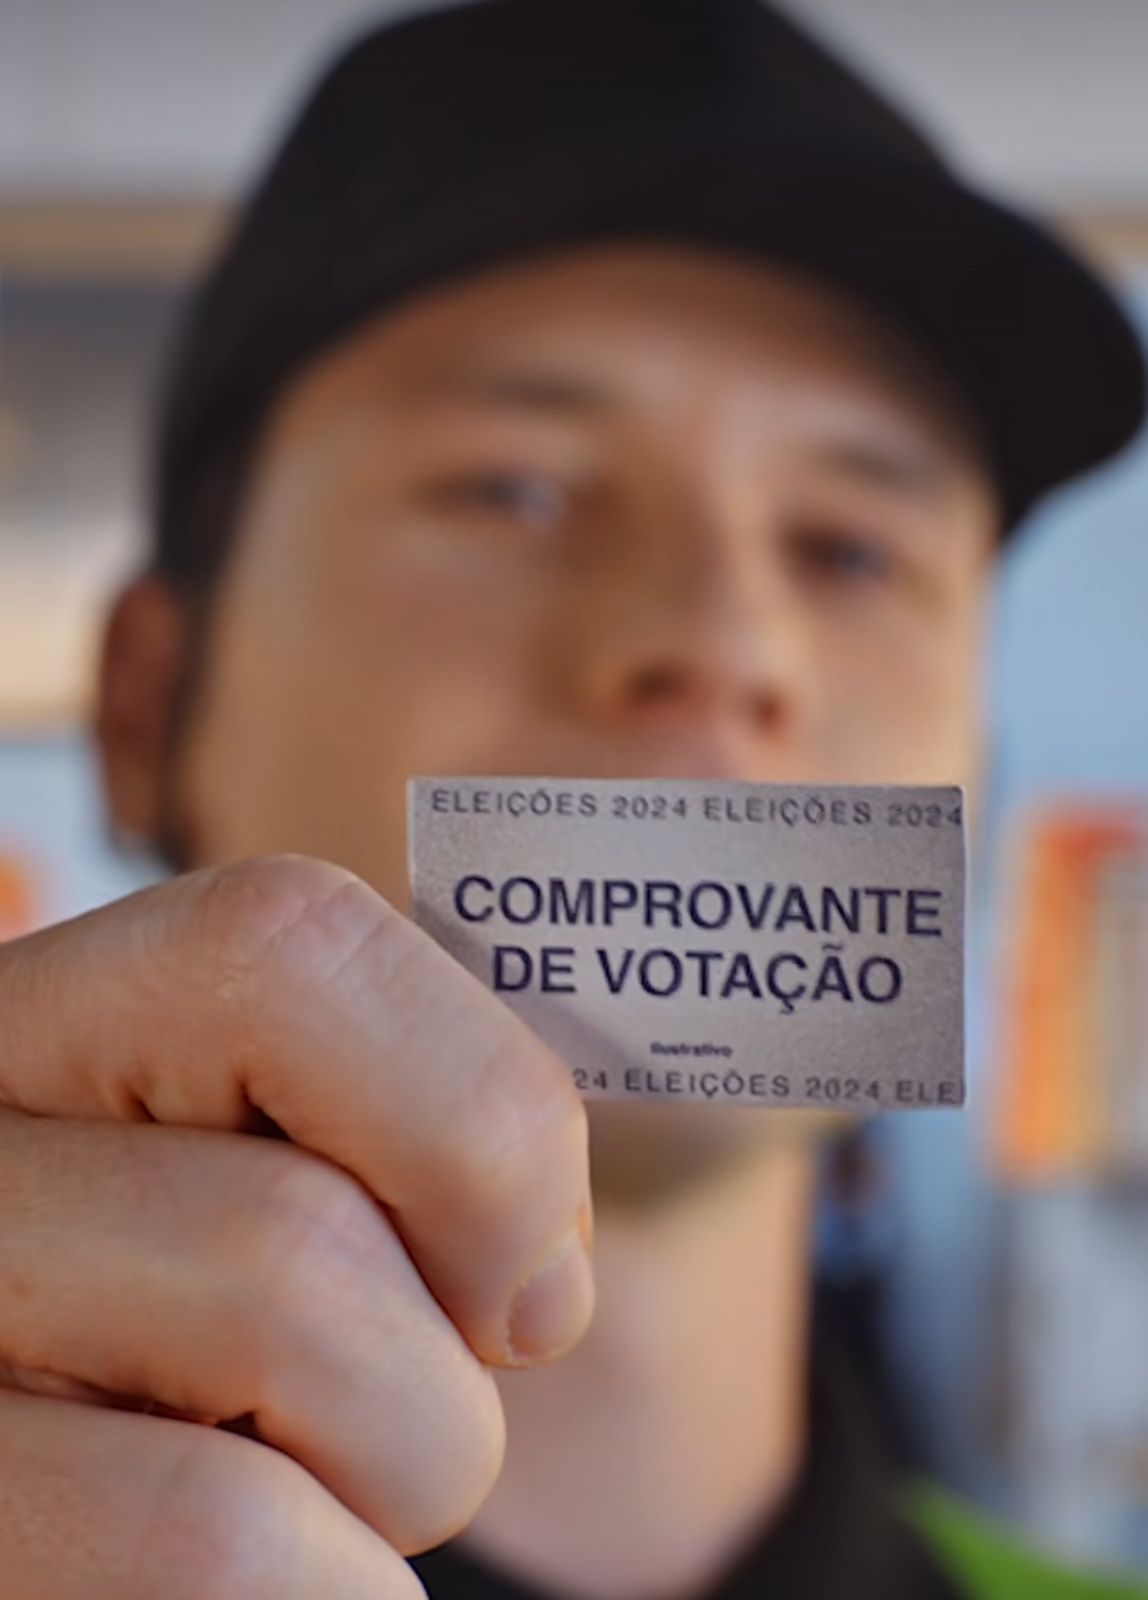 ELEIÇÕES 2024 ELEIÇÕES 2024
COMPROVANTE
DE VOTAÇÃO
Ilustrativo
24 ELEIÇÕES 2024 ELE